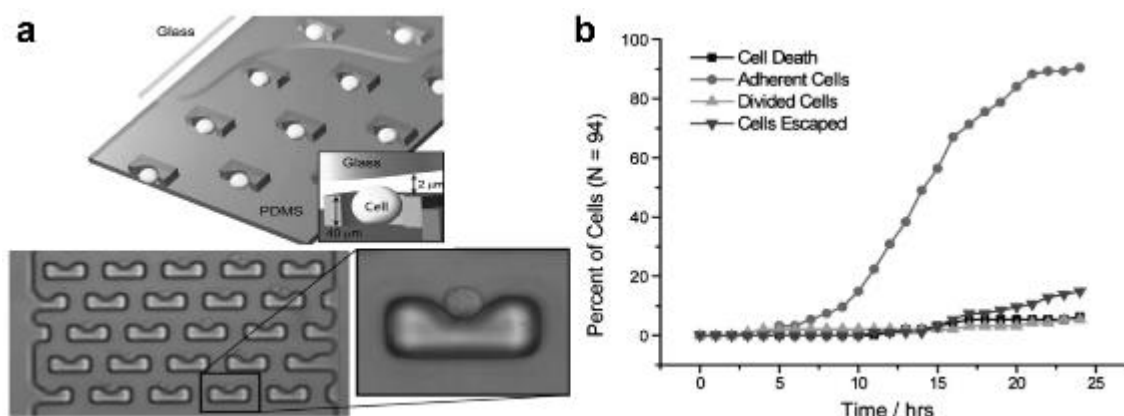 a
Glass
PDMS
Glass
2 μm
Cell
40 μm
b
Percent of Cells (N = 94)
100
80
60
40
20
0
Cell Death
Adherent Cells
Divided Cells
Cells Escaped
0 5 10 15 20 25
Time / hrs